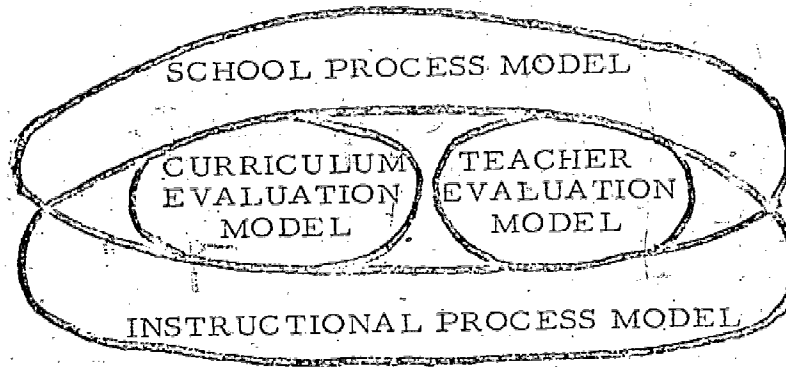 SCHOOL PROCESS MODEL
CURRICULUM
EVALUATION
MODEL
TEACHER
EVALUATION
MODEL
INSTRUCTIONAL PROCESS MODEL